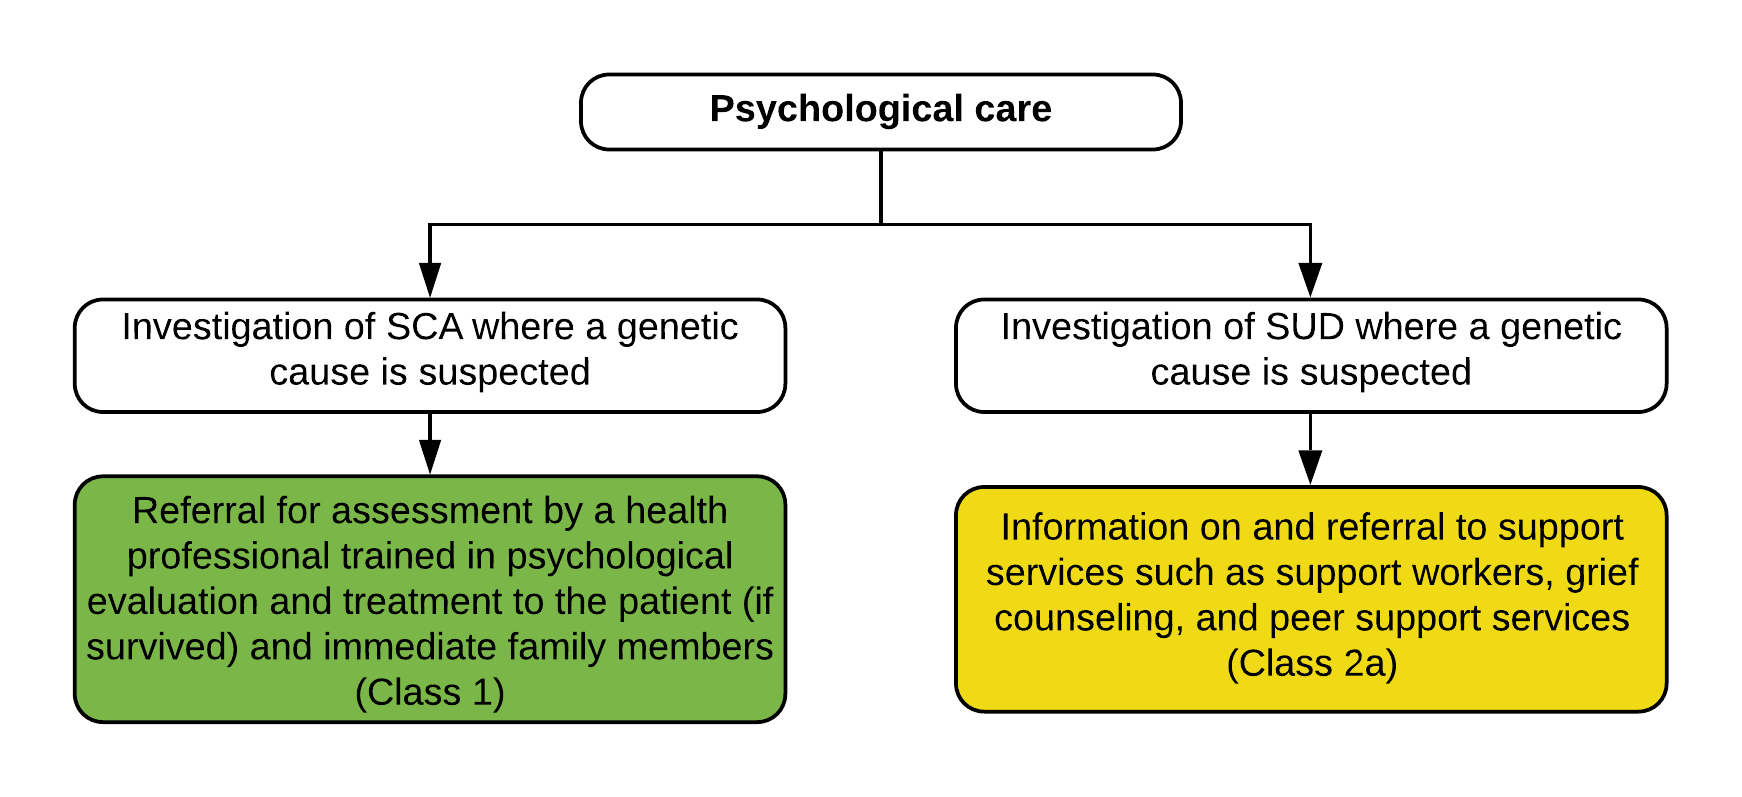 Psychological care
Investigation of SCA where a genetic
cause is suspected
Investigation of SUD where a genetic
cause is suspected
Referral for assessment by a health
professional trained in psychological
evaluation and treatment to the patient (if
survived) and immediate family members
(Class 1)
Information on and referral to support
services such as support workers, grief
counseling, and peer support services
(Class 2a)